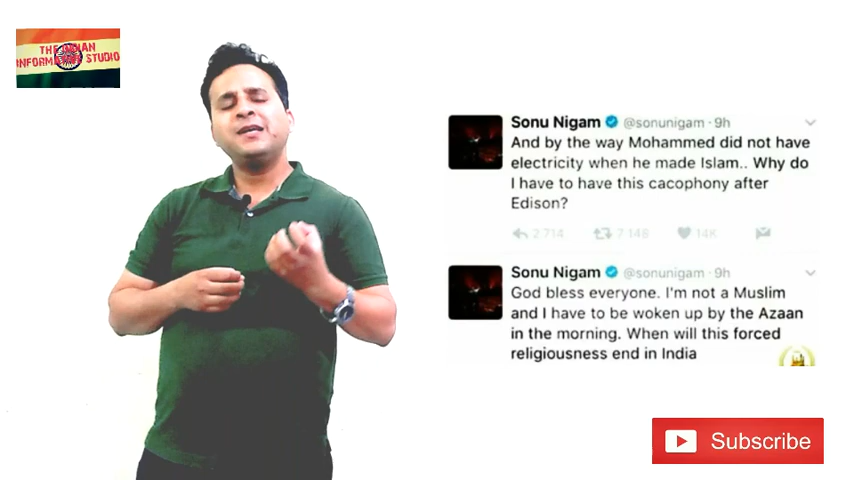 THE INDIAN
INFORMATIVE STUDIO
Sonu Nigam @sonunigam · 9h
And by the way Mohammed did not have
electricity when he made Islam.. Why do
I have to have this cacophony after
Edison?
2,714 7,148 14K
Sonu Nigam @sonunigam · 9h
God bless everyone. I'm not a Muslim
and I have to be woken up by the Azaan
in the morning. When will this forced
religiousness end in India
Subscribe